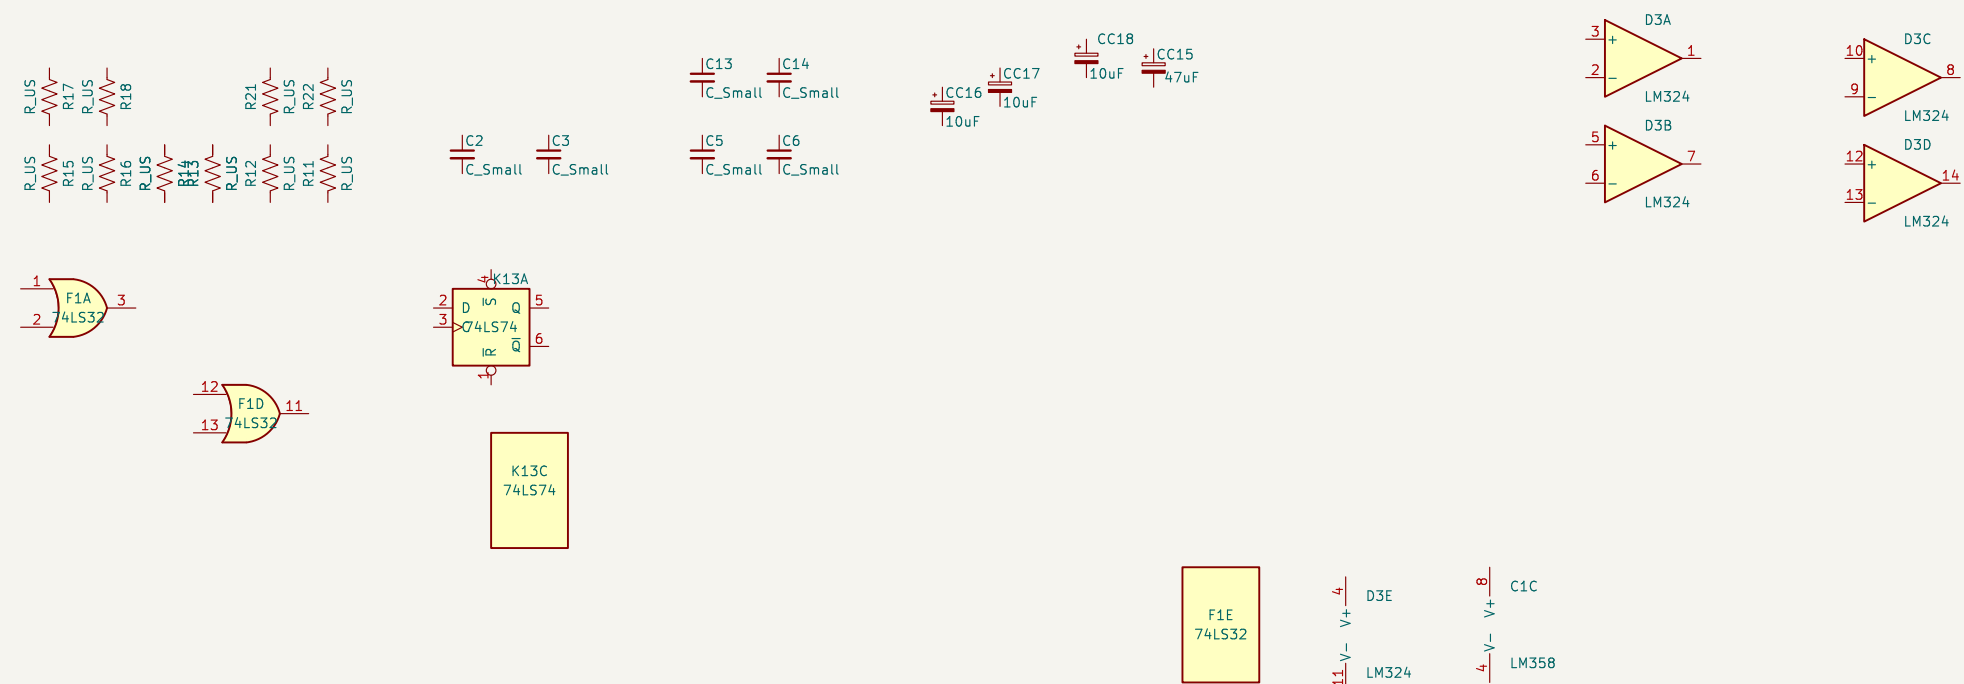 R_US
R17
R_US
R18
R21
R_US
R22
R_US
R_US
R15
R_US
R16
R_US
R14
R13
R_US
R12
R_US
R11
R_US
C2
C_Small
C3
C_Small
C13
C_Small
C14
C_Small
C5
C_Small
C6
C_Small
+
CC16
10uF
+
CC17
10uF
+
CC18
10uF
+
CC15
47uF
D3A
3
+
2
−
1
LM324
D3B
5
+
6
−
7
LM324
D3C
10
+
9
−
8
LM324
D3D
12
+
13
−
14
LM324
1
2
F1A
74LS32
3
12
13
F1D
74LS32
11
K13A
4
S
2
D
Q
5
3
C
74LS74
6
Q
R
1
K13C
74LS74
F1E
74LS32
4
D3E
V+
V-
11
LM324
8
C1C
V+
V-
4
LM358